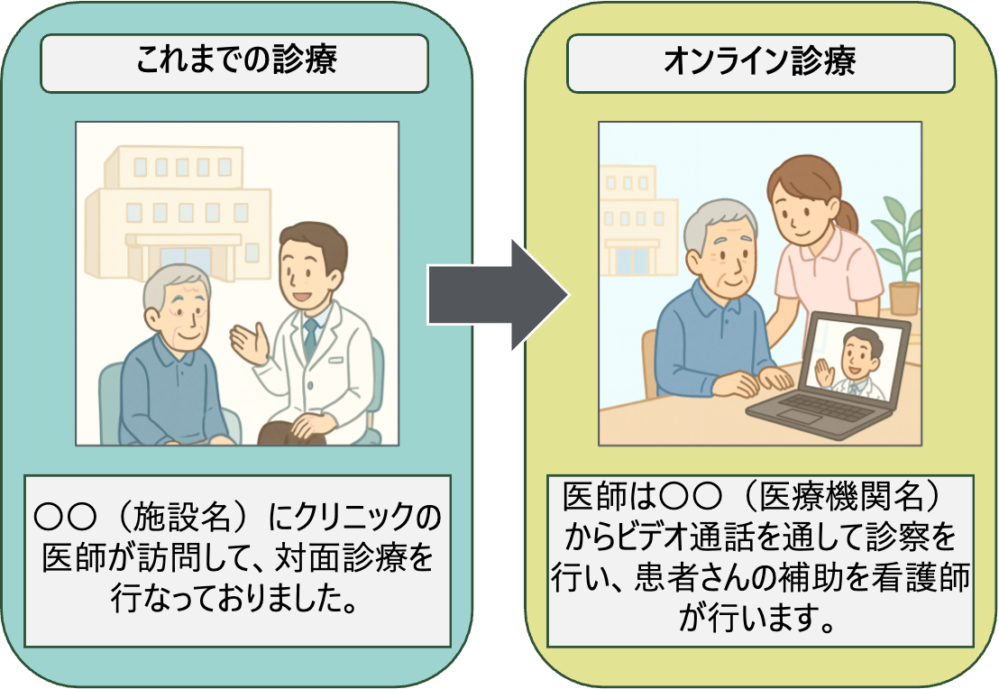 これまでの診療
〇〇（施設名）にクリニックの
医師が訪問して、対面診療を
行なっておりました。
オンライン診療
医師は〇〇（医療機関名）
からビデオ通話を通して診察を
行い、患者さんの補助を看護師
が行います。